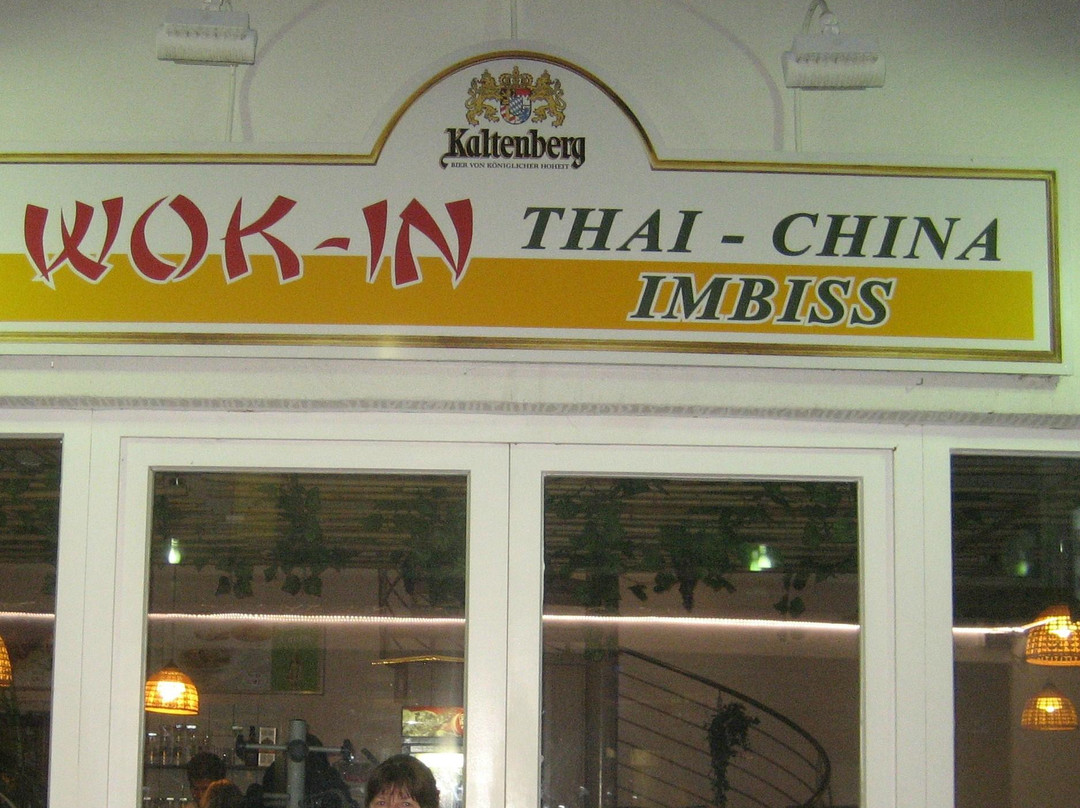 Kaltenberg
BIER VON KÖNIGLICHER HOHEIT
WOK-IN THAI - CHINA
IMBISS